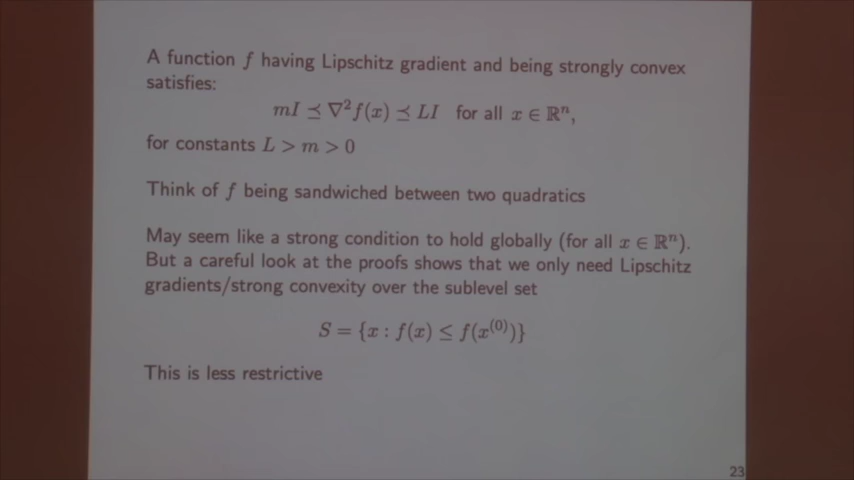 A function f having Lipschitz gradient and being strongly convex
satisfies:
mI ⪯ ∇²f(x) ⪯ LI for all x ∈ ℝⁿ,
for constants L > m > 0
Think of f being sandwiched between two quadratics
May seem like a strong condition to hold globally (for all x ∈ ℝⁿ).
But a careful look at the proofs shows that we only need Lipschitz
gradients/strong convexity over the sublevel set
S = {x : f(x) ≤ f(x⁽⁰⁾)}
This is less restrictive
23